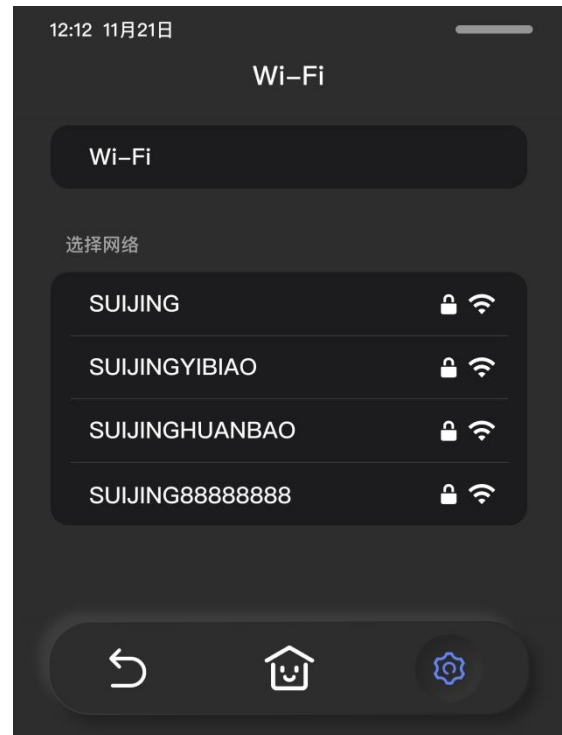 12:12 11月21日
Wi–Fi
Wi–Fi
选择网络
SUIJING
SUIJINGYIBIAO
SUIJINGHUANBAO
SUIJING88888888